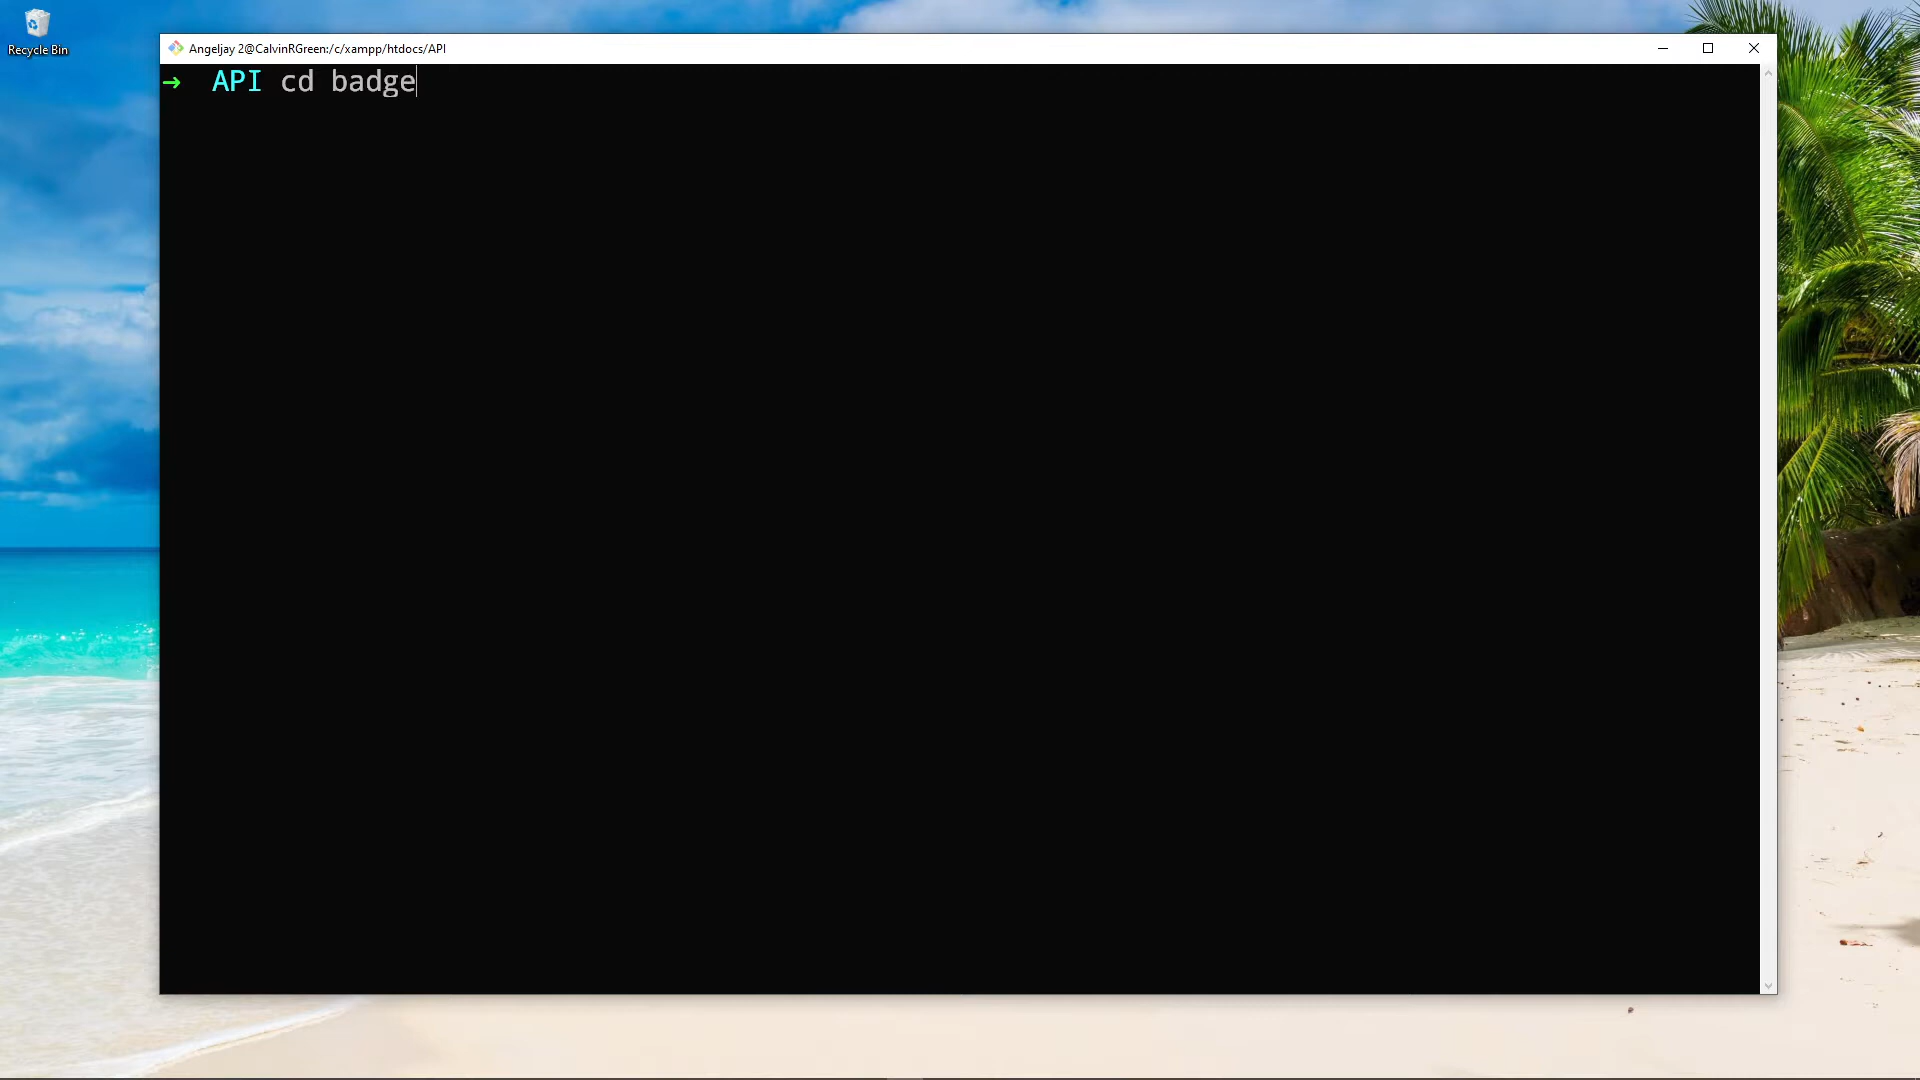 Recycle Bin
Angeljay 2@CalvinRGreen:/c/xampp/htdocs/API
➜ API cd badge